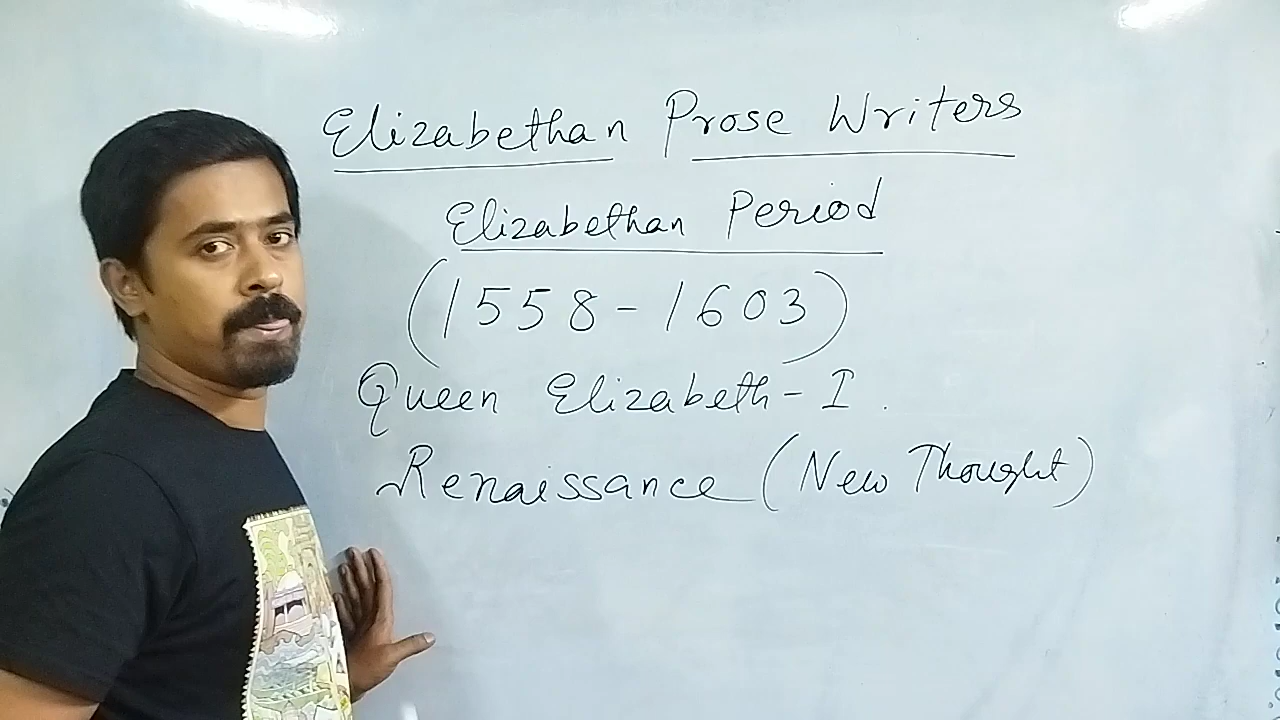 Elizabethan Prose Writers
Elizabethan Period
(1558-1603)
Queen Elizabeth-I.
Renaissance (New Thought)